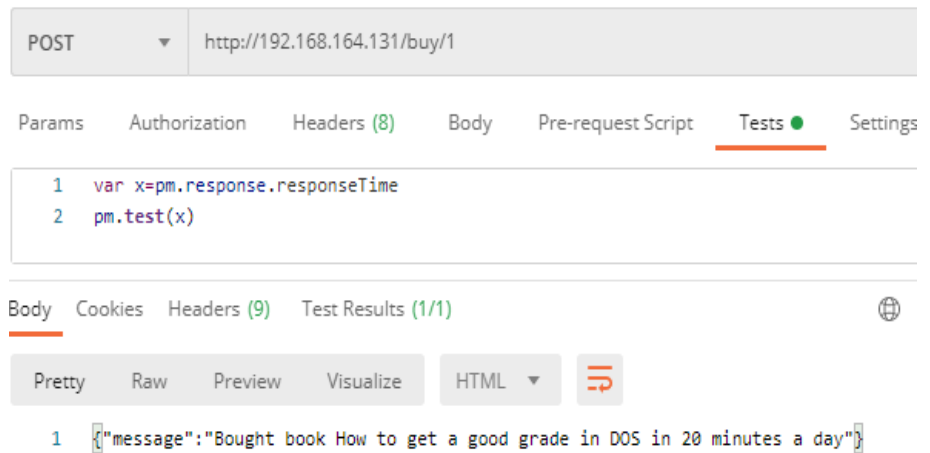 POST http://192.168.164.131/buy/1
Params Authorization Headers (8) Body Pre-request Script Tests Settings
1 var x=pm.response.responseTime
2 pm.test(x)
Body Cookies Headers (9) Test Results (1/1)
Pretty Raw Preview Visualize HTML
1 {"message":"Bought book How to get a good grade in DOS in 20 minutes a day"}